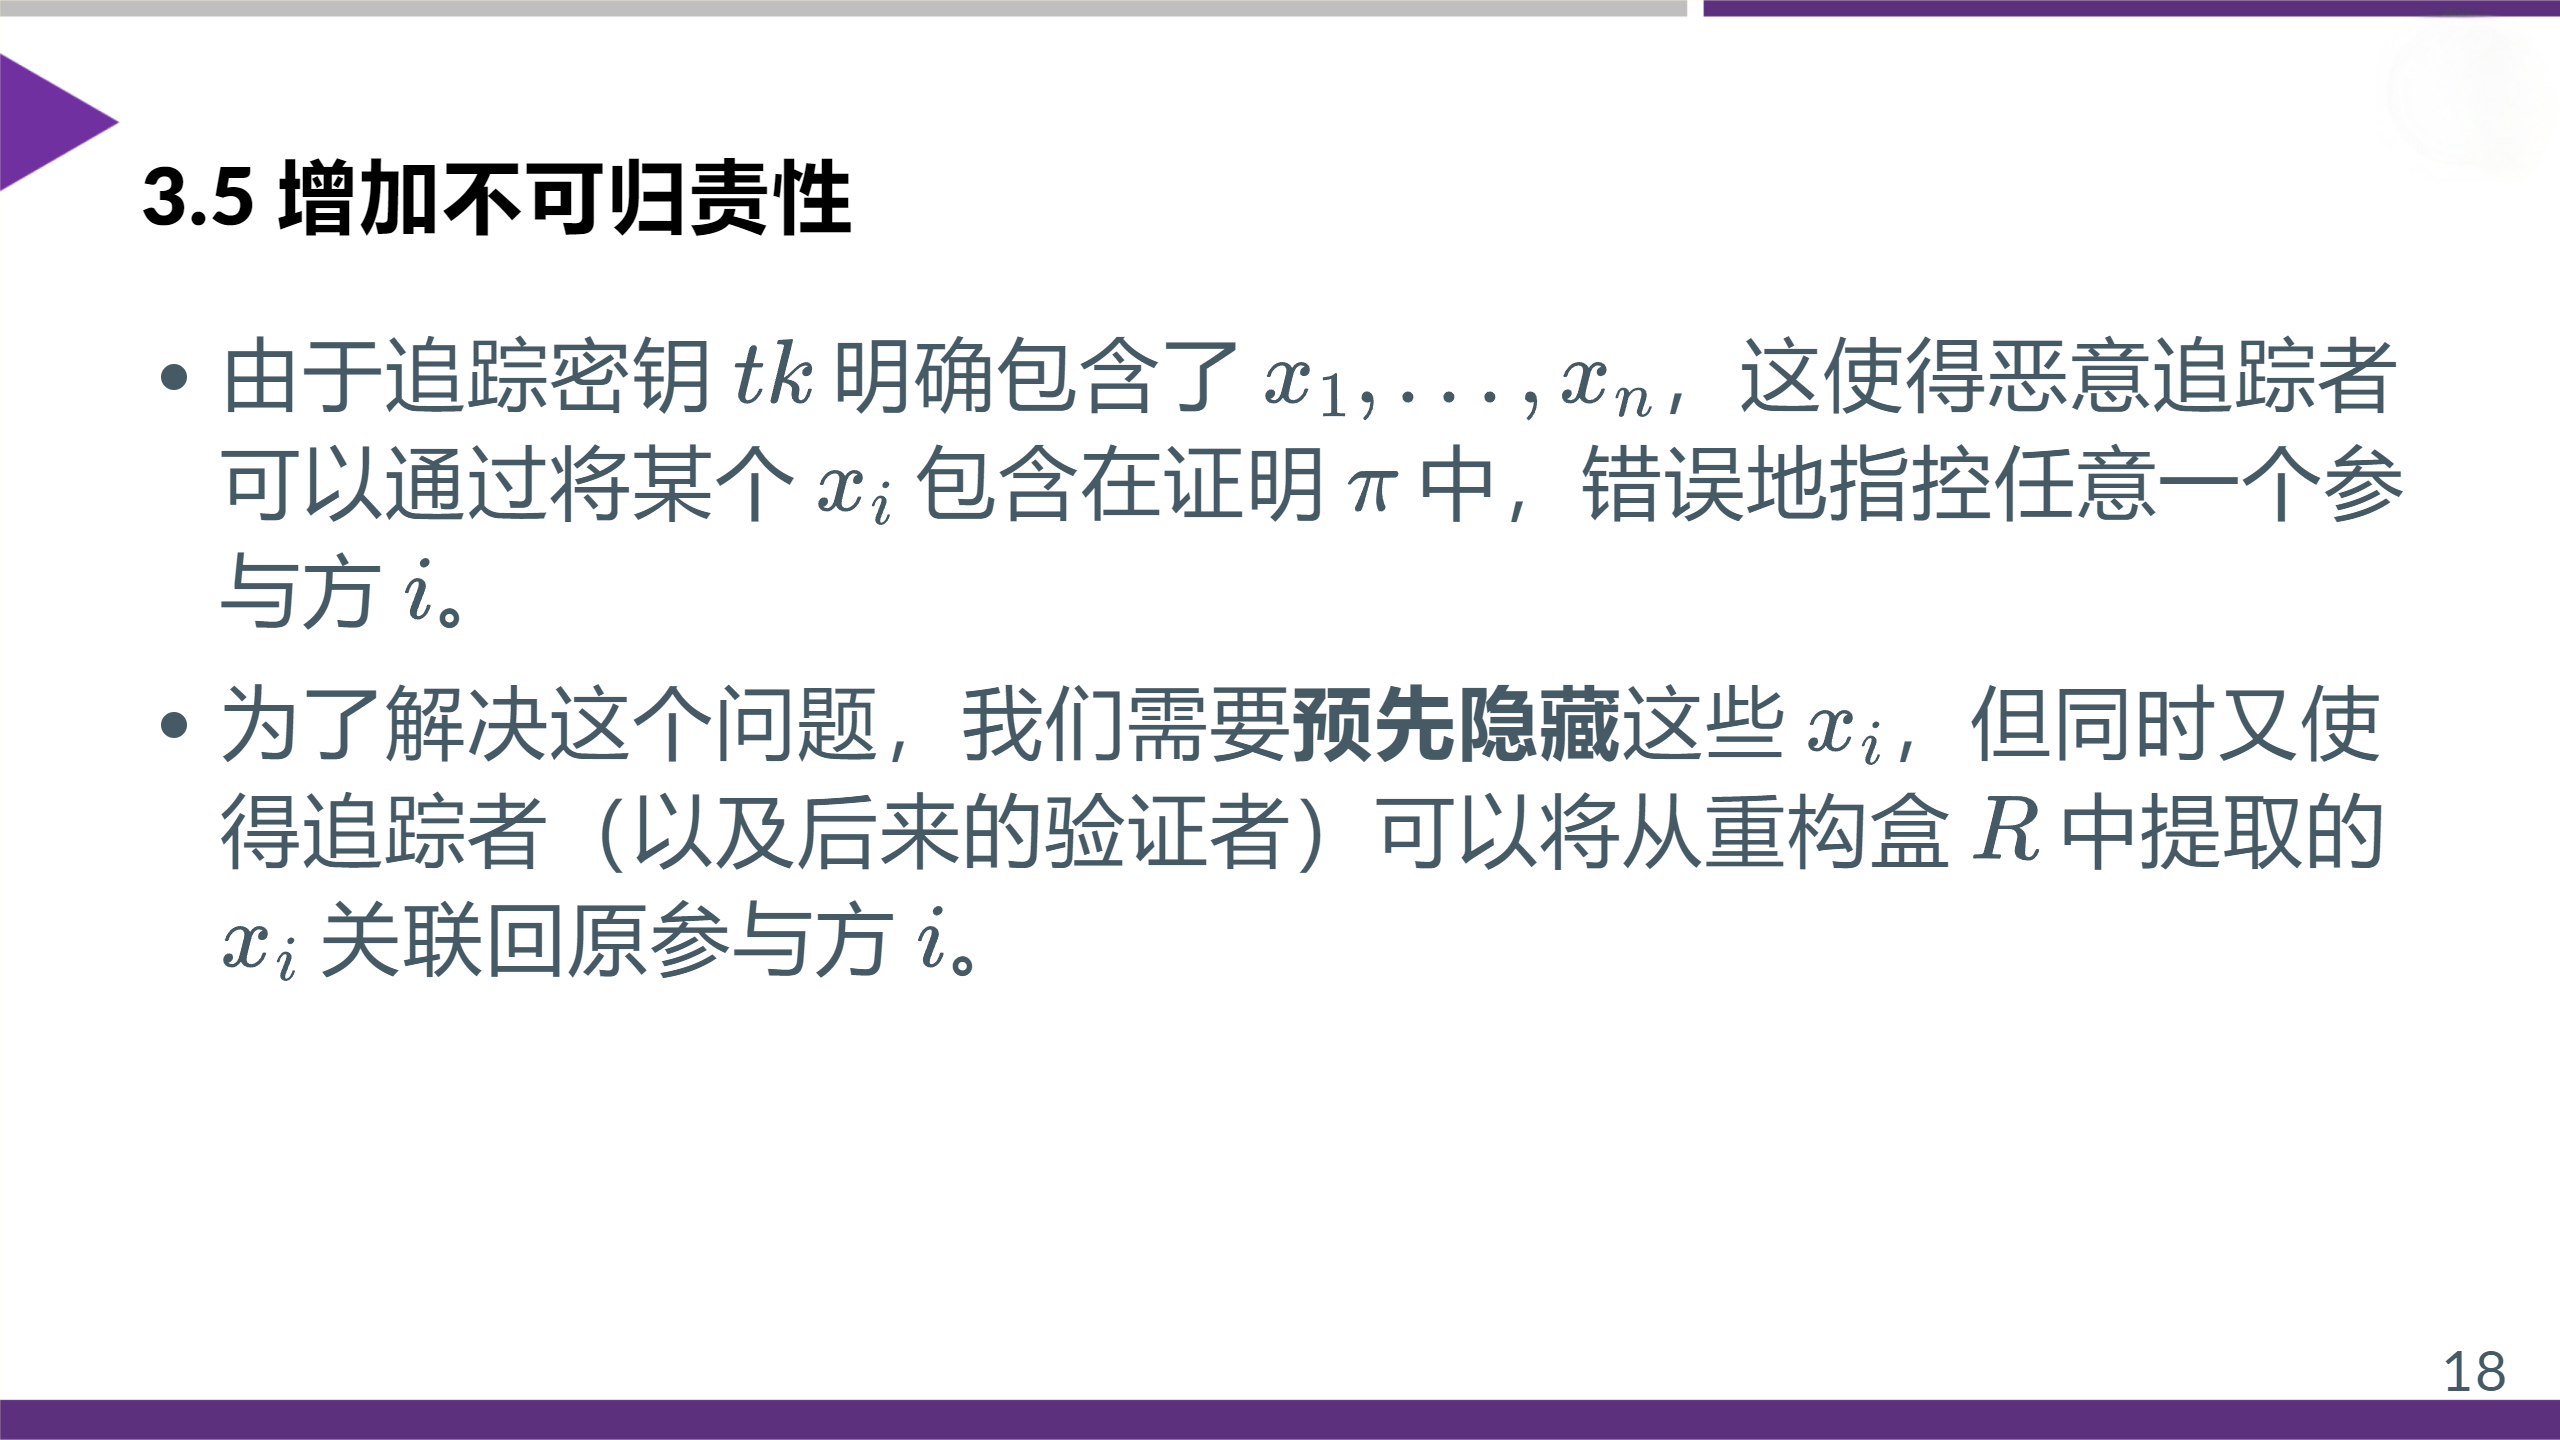 3.5 增加不可归责性
• 由于追踪密钥 tk 明确包含了 x₁, . . . , xₙ，这使得恶意追踪者
可以通过将某个 xᵢ 包含在证明 π 中，错误地指控任意一个参
与方 i。
• 为了解决这个问题，我们需要预先隐藏这些 xᵢ，但同时又使
得追踪者（以及后来的验证者）可以将从重构盒 R 中提取的
xᵢ 关联回原参与方 i。
18